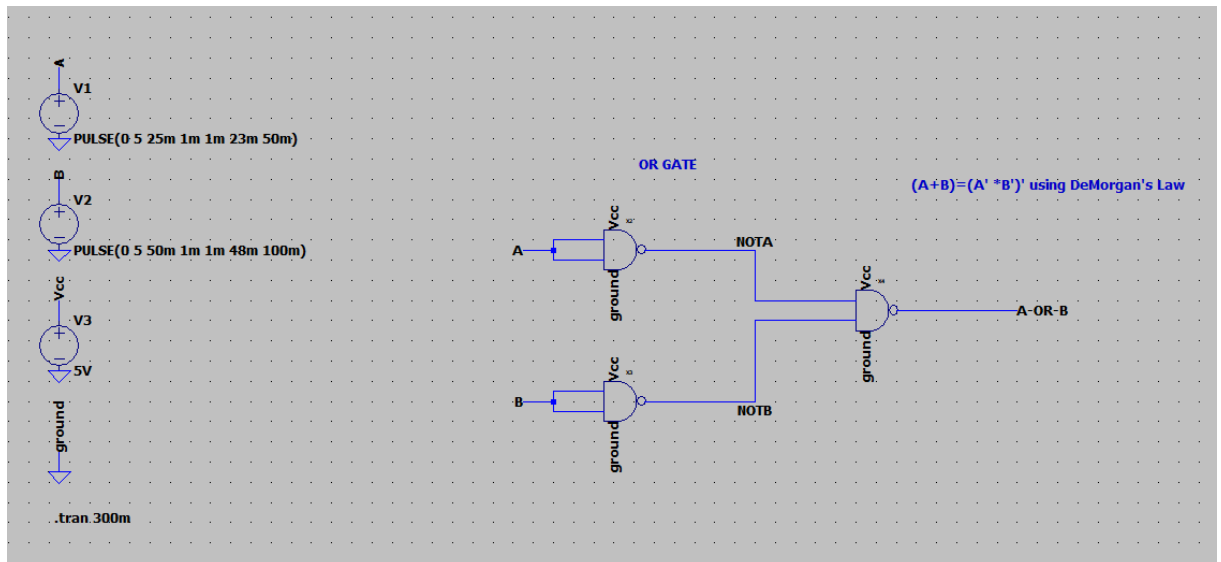 A
V1
PULSE(0 5 25m 1m 1m 23m 50m)
B
V2
PULSE(0 5 50m 1m 1m 48m 100m)
Vcc
V3
5V
ground
.tran 300m
OR GATE
(A+B)=(A' *B')' using DeMorgan's Law
A
Vcc
X2
ground
NOTA
B
Vcc
ground
NOTB
Vcc
ground
A-OR-B